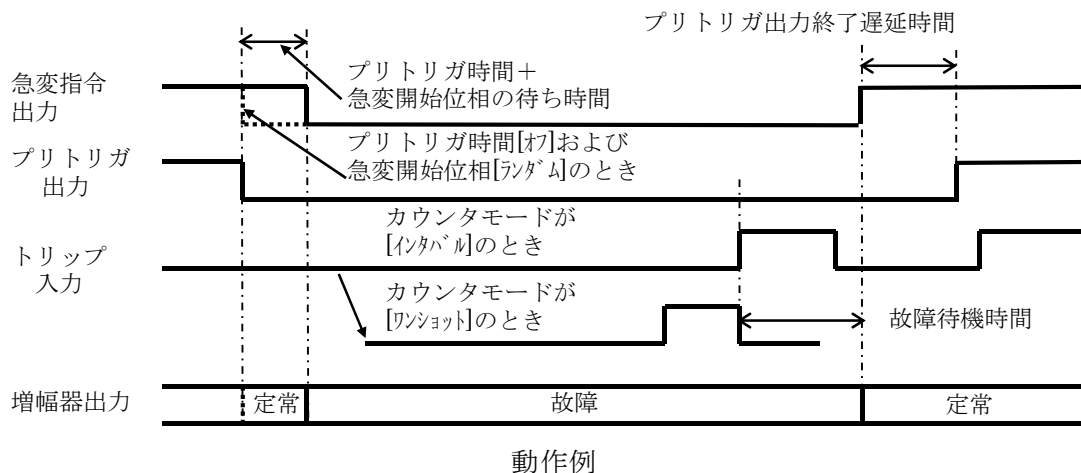 プリトリガ出力終了遅延時間
急変指令
出力
プリトリガ時間＋
急変開始位相の待ち時間
プリトリガ
出力
プリトリガ時間[ｵﾌ]および
急変開始位相[ﾗﾝﾀﾞﾑ]のとき
カウンタモードが
[ｲﾝﾀﾊﾞﾙ]のとき
トリップ
入力
カウンタモードが
[ﾜﾝｼｮｯﾄ]のとき
故障待機時間
増幅器出力
定常
故障
定常
動作例